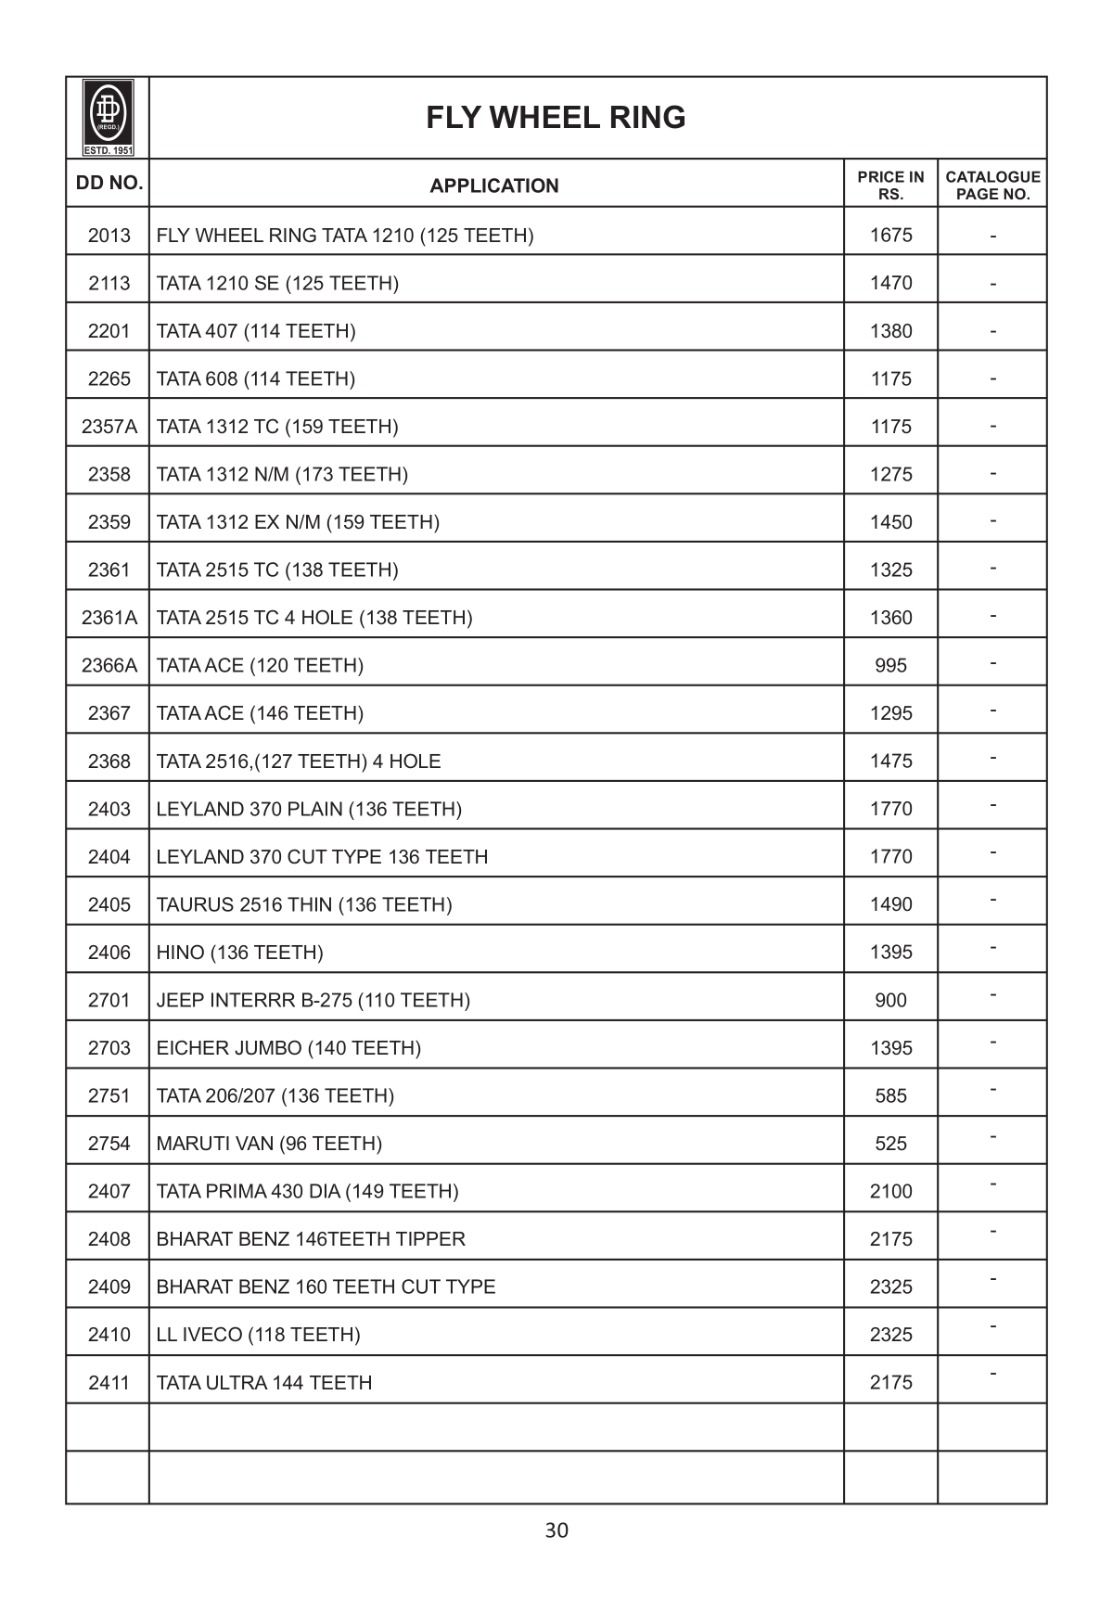 DD
(REGD.)
ESTD. 1951
FLY WHEEL RING
DD NO. APPLICATION PRICE IN RS. CATALOGUE PAGE NO.
2013 FLY WHEEL RING TATA 1210 (125 TEETH) 1675 -
2113 TATA 1210 SE (125 TEETH) 1470 -
2201 TATA 407 (114 TEETH) 1380 -
2265 TATA 608 (114 TEETH) 1175 -
2357A TATA 1312 TC (159 TEETH) 1175 -
2358 TATA 1312 N/M (173 TEETH) 1275 -
2359 TATA 1312 EX N/M (159 TEETH) 1450 -
2361 TATA 2515 TC (138 TEETH) 1325 -
2361A TATA 2515 TC 4 HOLE (138 TEETH) 1360 -
2366A TATA ACE (120 TEETH) 995 -
2367 TATA ACE (146 TEETH) 1295 -
2368 TATA 2516,(127 TEETH) 4 HOLE 1475 -
2403 LEYLAND 370 PLAIN (136 TEETH) 1770 -
2404 LEYLAND 370 CUT TYPE 136 TEETH 1770 -
2405 TAURUS 2516 THIN (136 TEETH) 1490 -
2406 HINO (136 TEETH) 1395 -
2701 JEEP INTERRR B-275 (110 TEETH) 900 -
2703 EICHER JUMBO (140 TEETH) 1395 -
2751 TATA 206/207 (136 TEETH) 585 -
2754 MARUTI VAN (96 TEETH) 525 -
2407 TATA PRIMA 430 DIA (149 TEETH) 2100 -
2408 BHARAT BENZ 146TEETH TIPPER 2175 -
2409 BHARAT BENZ 160 TEETH CUT TYPE 2325 -
2410 LL IVECO (118 TEETH) 2325 -
2411 TATA ULTRA 144 TEETH 2175 -
30